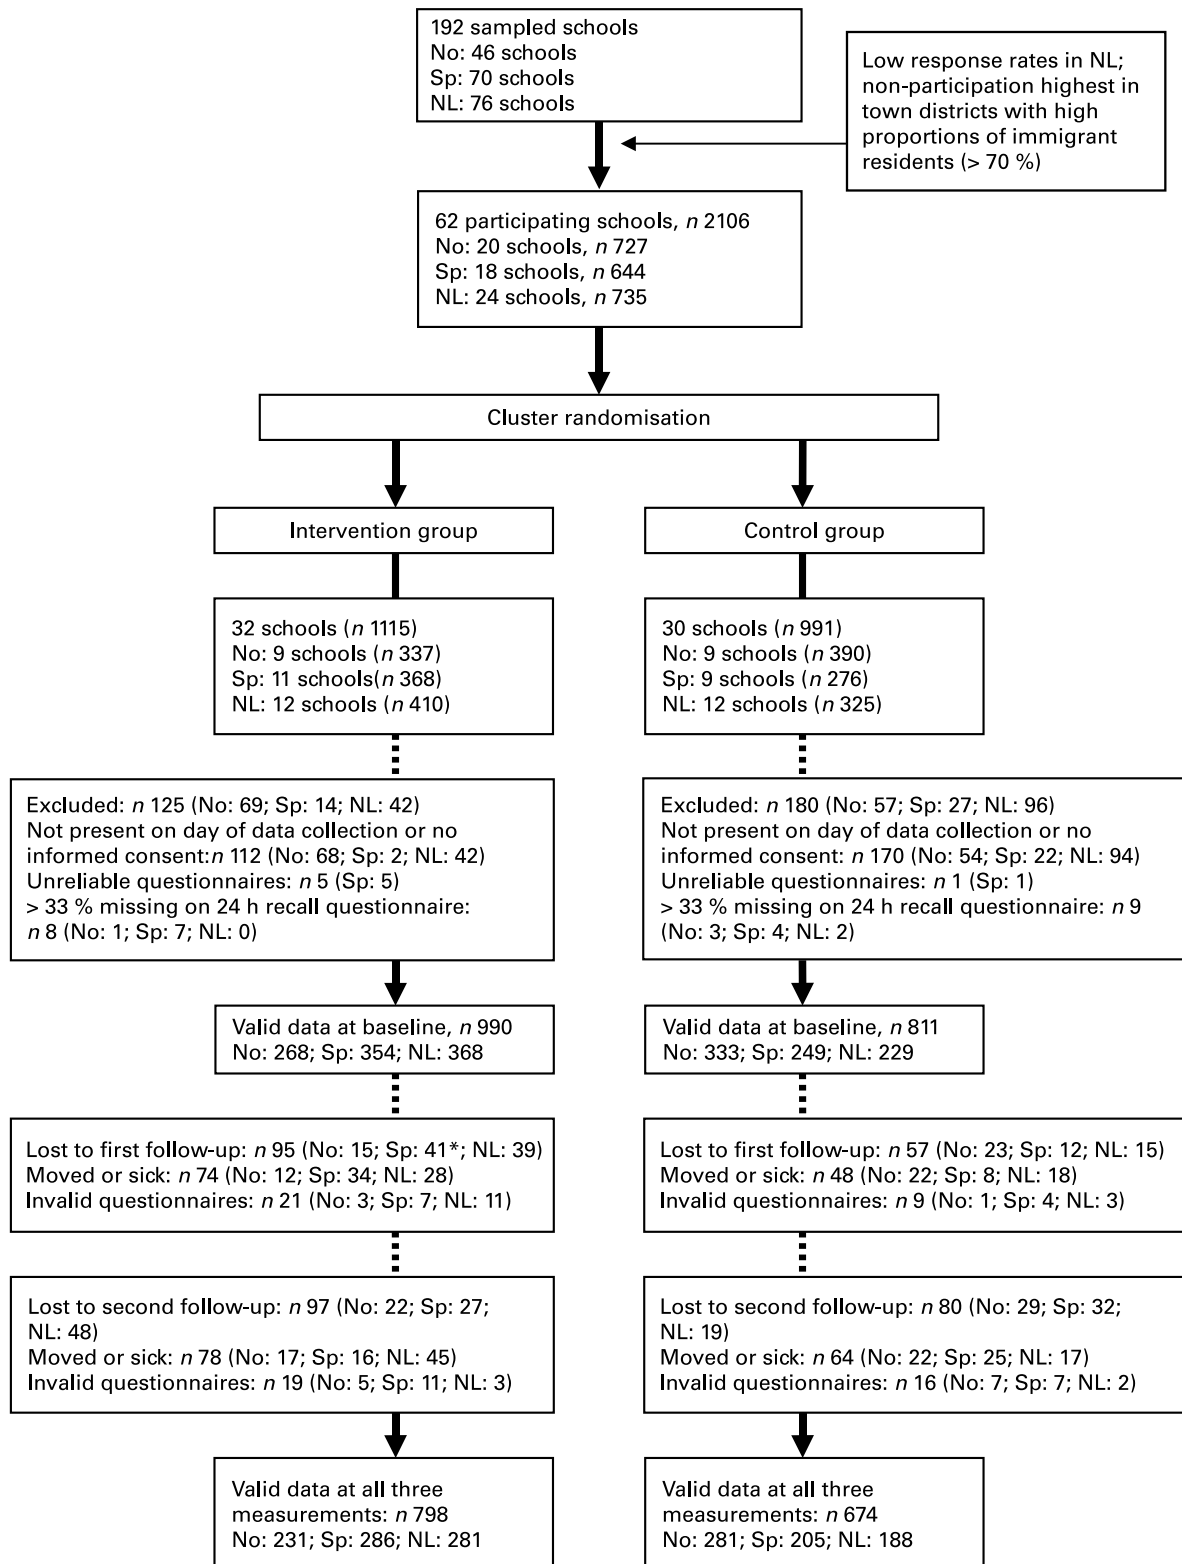 192 sampled schools
No: 46 schools
Sp: 70 schools
NL: 76 schools
Low response rates in NL;
non-participation highest in
town districts with high
proportions of immigrant
residents (> 70 %)
62 participating schools, n 2106
No: 20 schools, n 727
Sp: 18 schools, n 644
NL: 24 schools, n 735
Cluster randomisation
Intervention group
Control group
32 schools (n 1115)
No: 9 schools (n 337)
Sp: 11 schools(n 368)
NL: 12 schools (n 410)
30 schools (n 991)
No: 9 schools (n 390)
Sp: 9 schools (n 276)
NL: 12 schools (n 325)
Excluded: n 125 (No: 69; Sp: 14; NL: 42)
Not present on day of data collection or no
informed consent:n 112 (No: 68; Sp: 2; NL: 42)
Unreliable questionnaires: n 5 (Sp: 5)
> 33 % missing on 24 h recall questionnaire:
n 8 (No: 1; Sp: 7; NL: 0)
Excluded: n 180 (No: 57; Sp: 27; NL: 96)
Not present on day of data collection or no
informed consent: n 170 (No: 54; Sp: 22; NL: 94)
Unreliable questionnaires: n 1 (Sp: 1)
> 33 % missing on 24 h recall questionnaire: n 9
(No: 3; Sp: 4; NL: 2)
Valid data at baseline, n 990
No: 268; Sp: 354; NL: 368
Valid data at baseline, n 811
No: 333; Sp: 249; NL: 229
Lost to first follow-up: n 95 (No: 15; Sp: 41*; NL: 39)
Moved or sick: n 74 (No: 12; Sp: 34; NL: 28)
Invalid questionnaires: n 21 (No: 3; Sp: 7; NL: 11)
Lost to first follow-up: n 57 (No: 23; Sp: 12; NL: 15)
Moved or sick: n 48 (No: 22; Sp: 8; NL: 18)
Invalid questionnaires: n 9 (No: 1; Sp: 4; NL: 3)
Lost to second follow-up: n 97 (No: 22; Sp: 27;
NL: 48)
Moved or sick: n 78 (No: 17; Sp: 16; NL: 45)
Invalid questionnaires: n 19 (No: 5; Sp: 11; NL: 3)
Lost to second follow-up: n 80 (No: 29; Sp: 32;
NL: 19)
Moved or sick: n 64 (No: 22; Sp: 25; NL: 17)
Invalid questionnaires: n 16 (No: 7; Sp: 7; NL: 2)
Valid data at all three
measurements: n 798
No: 231; Sp: 286; NL: 281
Valid data at all three
measurements: n 674
No: 281; Sp: 205; NL: 188